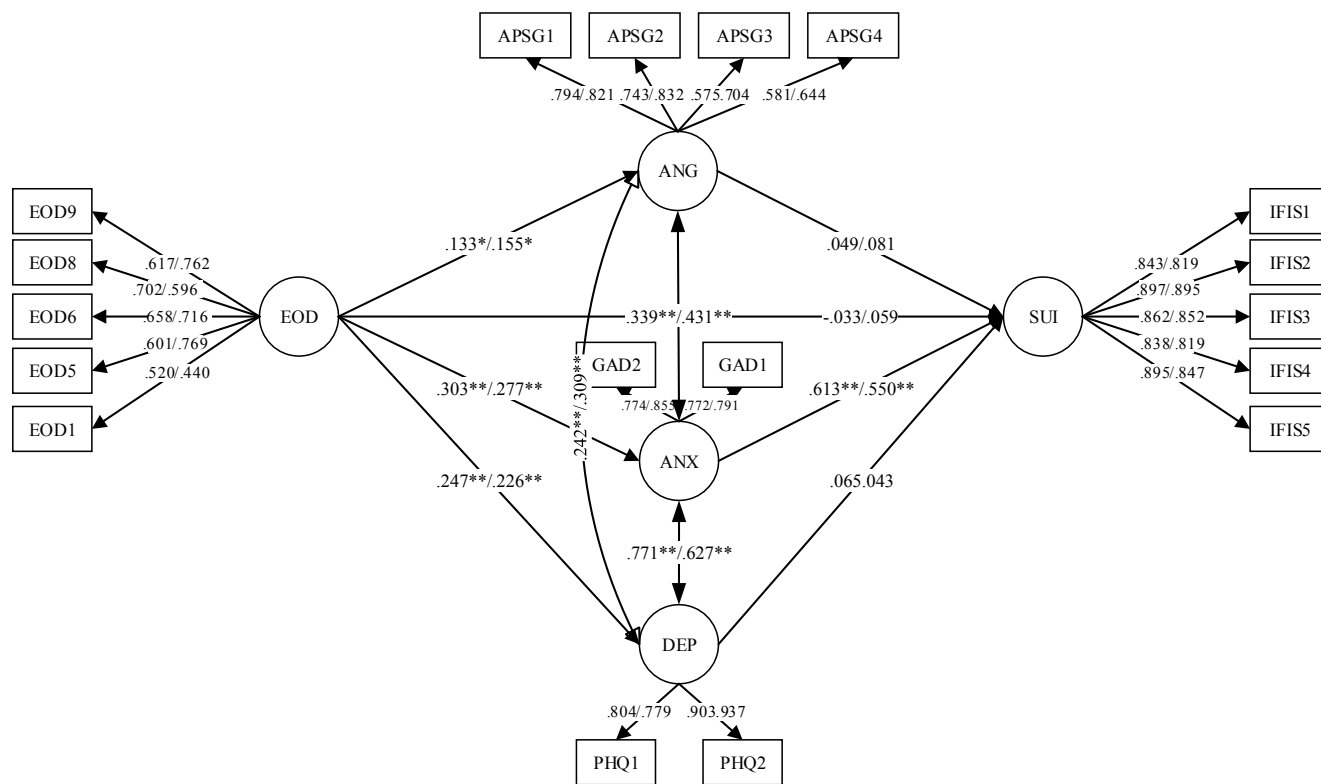 APSG1 APSG2 APSG3 APSG4
.794/.821 .743/.832 .575.704 .581/.644
ANG
EOD9
EOD8
EOD6
EOD5
EOD1
.617/.762
.702/.596
.658/.716
.601/.769
.520/.440
EOD
.133*/.155*
.049/.081
.339**/.431**
-.033/.059
.303**/.277**
.242**/.309**
GAD2 GAD1
.774/.855 .772/.791
.613**/.550**
ANX
.247**/.226**
.065.043
.771**/.627**
DEP
.804/.779 .903.937
PHQ1 PHQ2
SUI
.843/.819
.897/.895
.862/.852
.838/.819
.895/.847
IFIS1
IFIS2
IFIS3
IFIS4
IFIS5